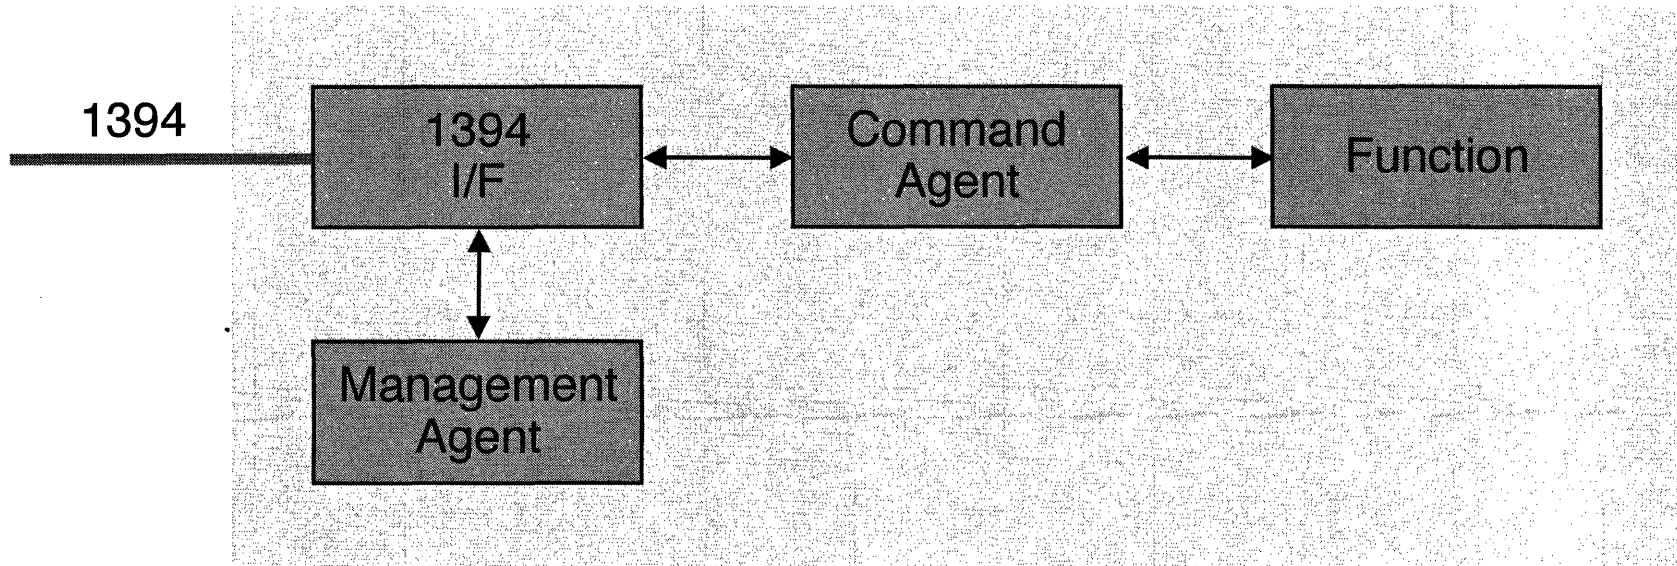 1394
1394
I/F
Command
Agent
Function
Management
Agent